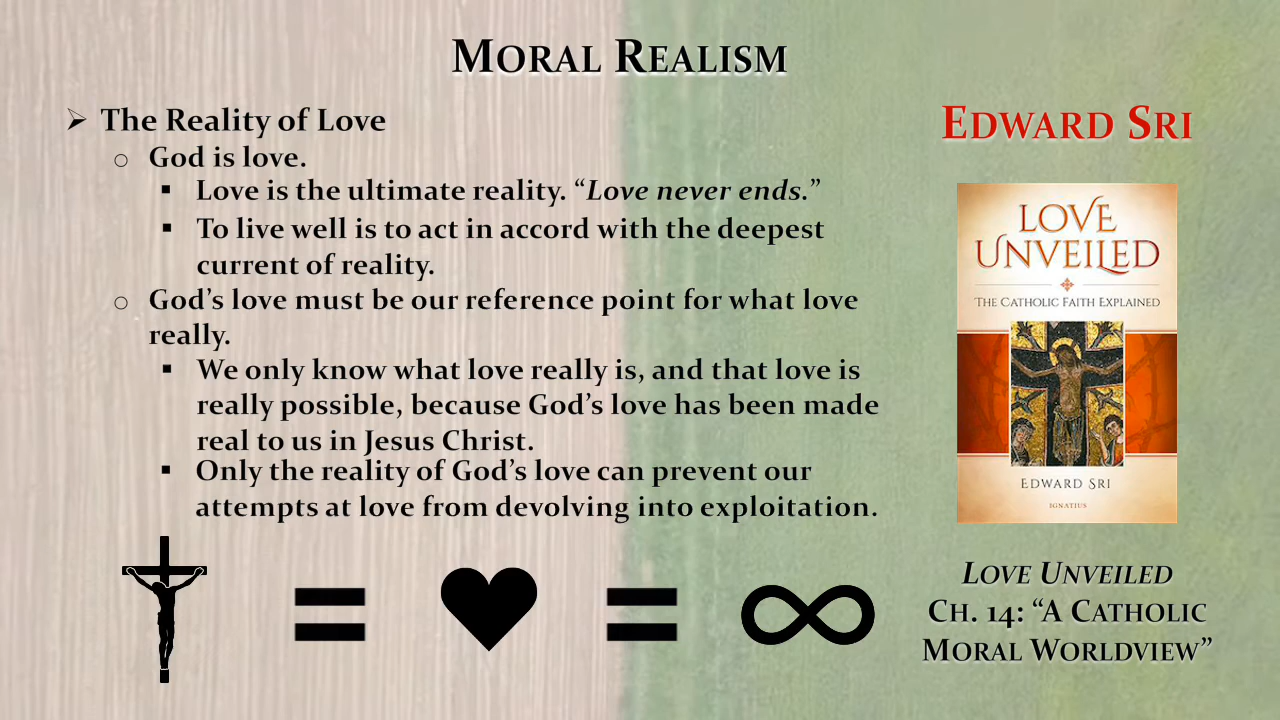 MORAL REALISM
➢ The Reality of Love
o God is love.
▪ Love is the ultimate reality. “Love never ends.”
▪ To live well is to act in accord with the deepest
current of reality.
o God’s love must be our reference point for what love
really.
▪ We only know what love really is, and that love is
really possible, because God’s love has been made
real to us in Jesus Christ.
▪ Only the reality of God’s love can prevent our
attempts at love from devolving into exploitation.
= =
EDWARD SRI
LOVE
UNVEILED
THE CATHOLIC FAITH EXPLAINED
EDWARD SRI
IGNATIUS
LOVE UNVEILED
CH. 14: “A CATHOLIC
MORAL WORLDVIEW”